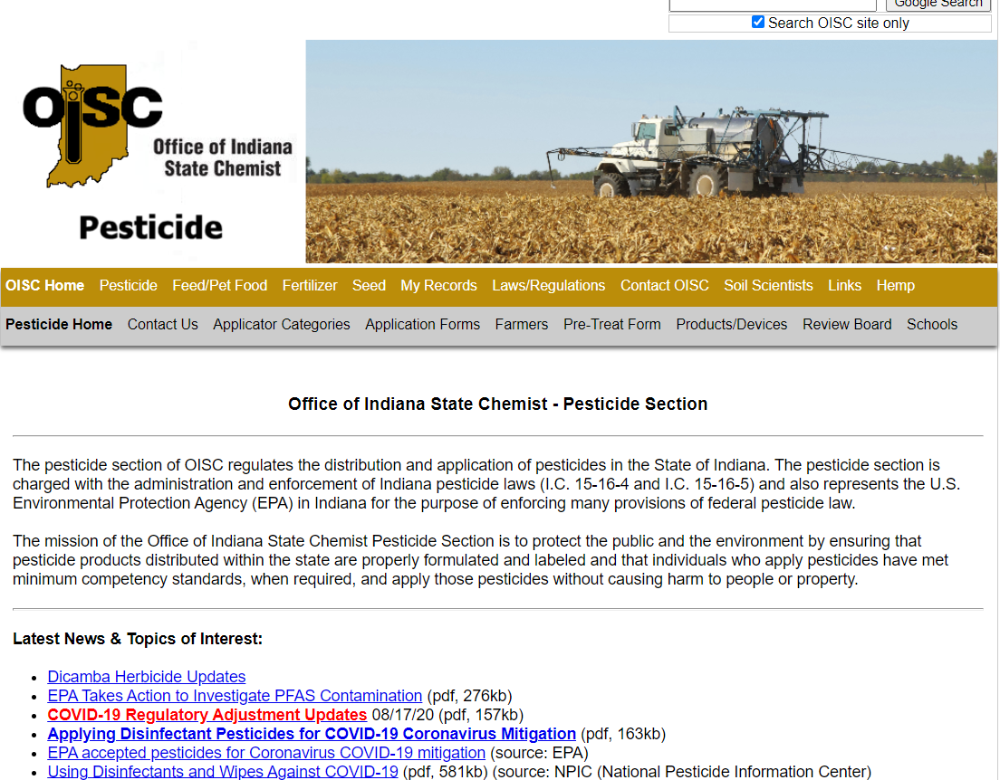 Google Search
Search OISC site only
OiSC
Office of Indiana
State Chemist
Pesticide
OISC Home Pesticide Feed/Pet Food Fertilizer Seed My Records Laws/Regulations Contact OISC Soil Scientists Links Hemp
Pesticide Home Contact Us Applicator Categories Application Forms Farmers Pre-Treat Form Products/Devices Review Board Schools
Office of Indiana State Chemist - Pesticide Section
The pesticide section of OISC regulates the distribution and application of pesticides in the State of Indiana. The pesticide section is
charged with the administration and enforcement of Indiana pesticide laws (I.C. 15-16-4 and I.C. 15-16-5) and also represents the U.S.
Environmental Protection Agency (EPA) in Indiana for the purpose of enforcing many provisions of federal pesticide law.
The mission of the Office of Indiana State Chemist Pesticide Section is to protect the public and the environment by ensuring that
pesticide products distributed within the state are properly formulated and labeled and that individuals who apply pesticides have met
minimum competency standards, when required, and apply those pesticides without causing harm to people or property.
Latest News & Topics of Interest:
• Dicamba Herbicide Updates
• EPA Takes Action to Investigate PFAS Contamination (pdf, 276kb)
• COVID-19 Regulatory Adjustment Updates 08/17/20 (pdf, 157kb)
• Applying Disinfectant Pesticides for COVID-19 Coronavirus Mitigation (pdf, 163kb)
• EPA accepted pesticides for Coronavirus COVID-19 mitigation (source: EPA)
• Using Disinfectants and Wipes Against COVID-19 (pdf, 581kb) (source: NPIC (National Pesticide Information Center)